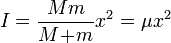 I = \frac{Mm}{M+m} x^2 = \mu x^2